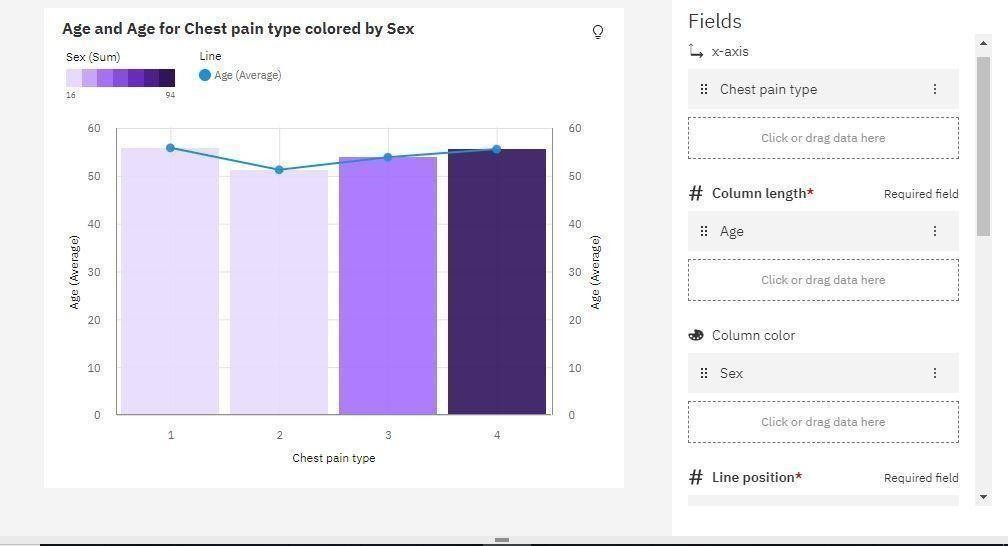 Age and Age for Chest pain type colored by Sex
Sex (Sum)
16 94
Line
Age (Average)
60
50
40
30
20
10
0
Age (Average)
1 2 3 4
Chest pain type
60
50
40
30
20
10
0
Age (Average)
Fields
x-axis
Chest pain type
Click or drag data here
# Column length* Required field
Age
Click or drag data here
Column color
Sex
Click or drag data here
# Line position* Required field